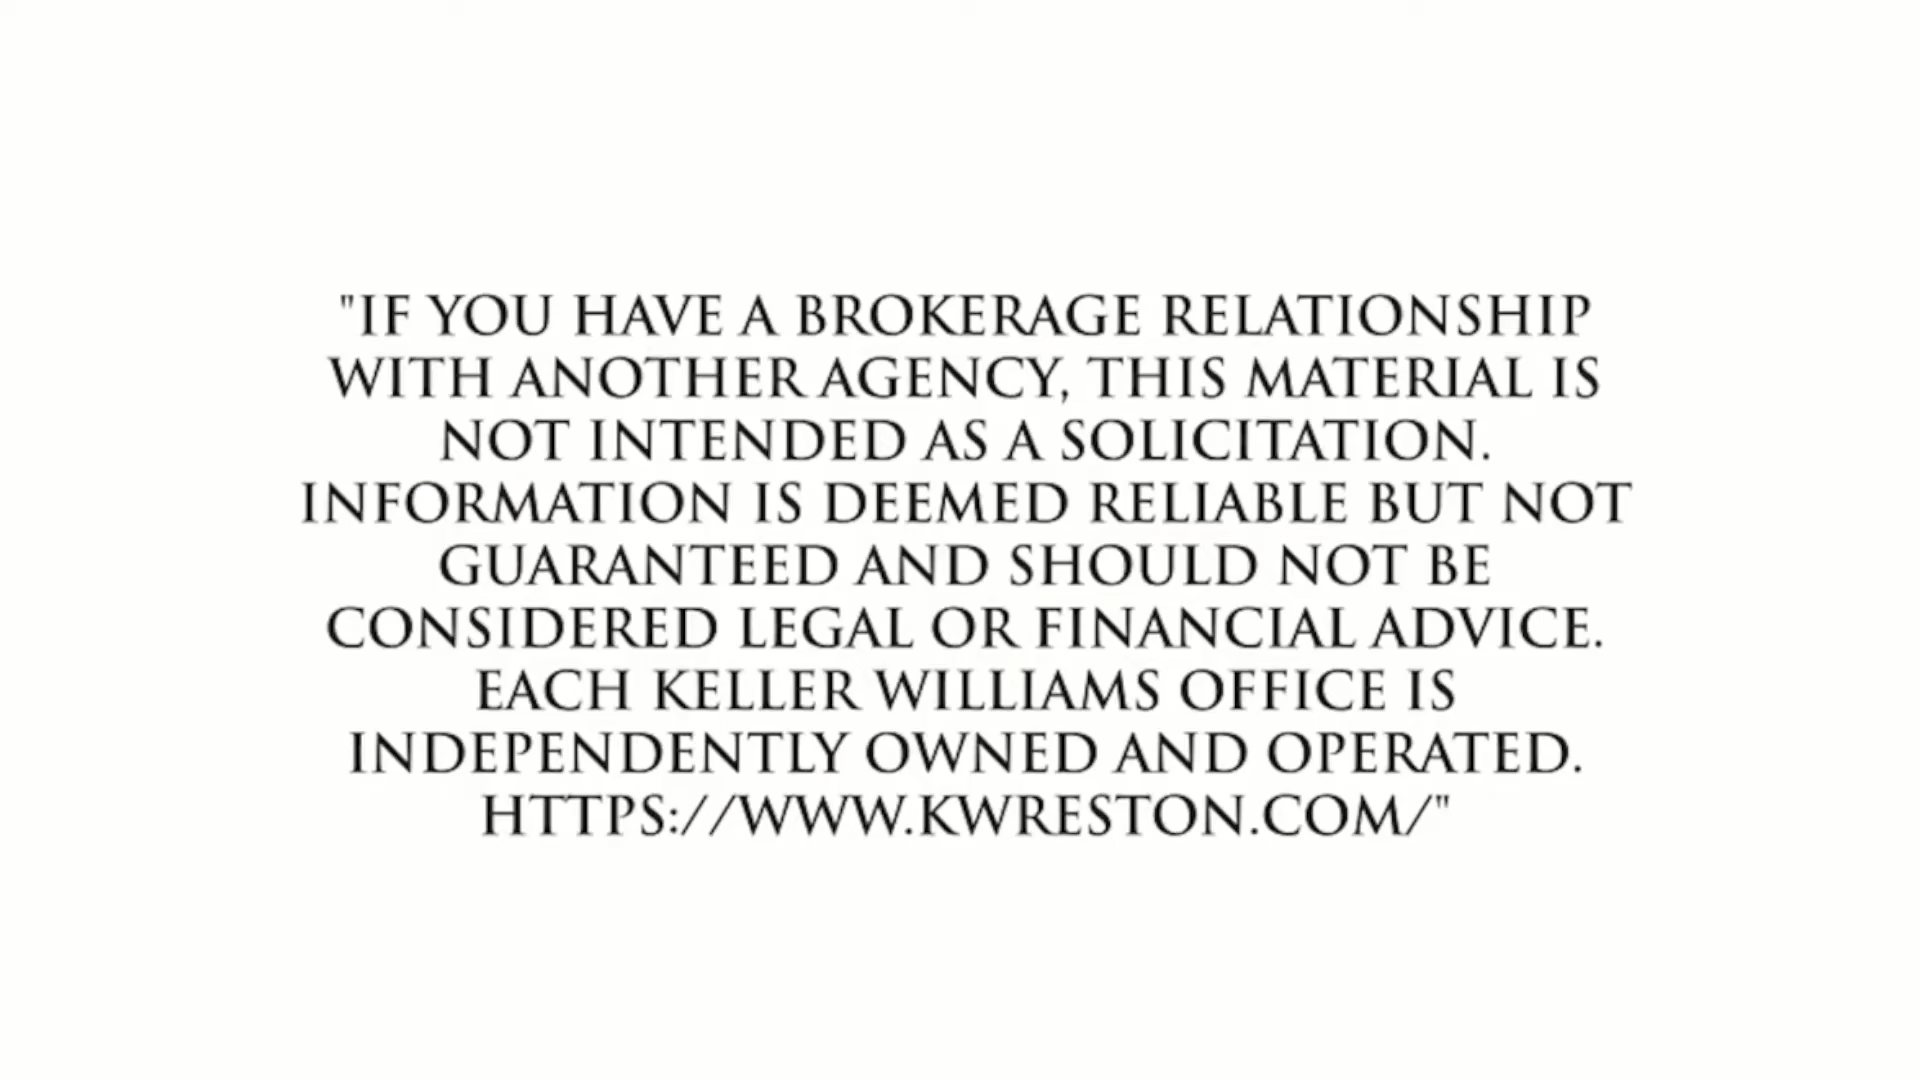 "IF YOU HAVE A BROKERAGE RELATIONSHIP
WITH ANOTHER AGENCY, THIS MATERIAL IS
NOT INTENDED AS A SOLICITATION.
INFORMATION IS DEEMED RELIABLE BUT NOT
GUARANTEED AND SHOULD NOT BE
CONSIDERED LEGAL OR FINANCIAL ADVICE.
EACH KELLER WILLIAMS OFFICE IS
INDEPENDENTLY OWNED AND OPERATED.
HTTPS://WWW.KWRESTON.COM/"